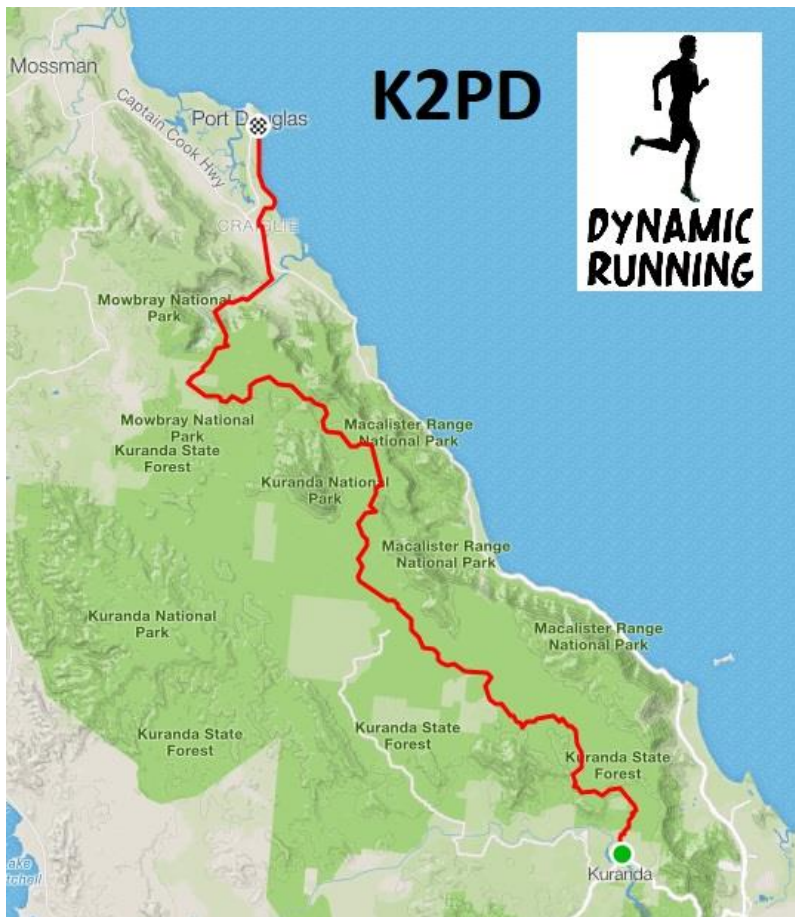 K2PD
DYNAMIC
RUNNING
Mossman
Captain Cook Hwy
Port Douglas
CRAIGLIE
Mowbray National
Park
Mowbray National
Park
Kuranda State
Forest
Macalister Range
National Park
Kuranda National
Park
Macalister Range
National Park
Kuranda National
Park
Macalister Range
National Park
Kuranda State
Forest
Kuranda State
Forest
Kuranda State
Forest
Kuranda